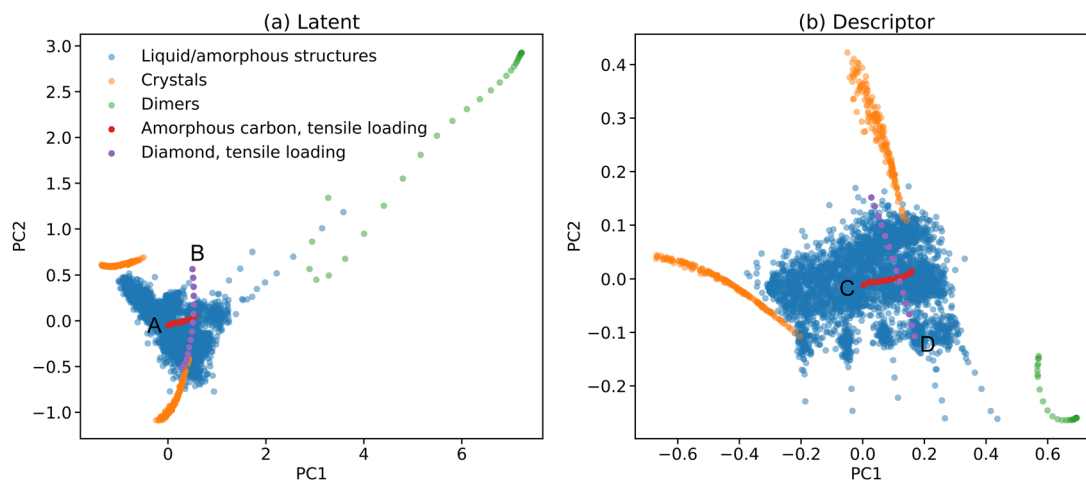 (a) Latent
3.0
2.5
2.0
1.5
1.0
0.5
0.0
−0.5
−1.0
PC2
Liquid/amorphous structures
Crystals
Dimers
Amorphous carbon, tensile loading
Diamond, tensile loading
B
A
0 2 4 6
PC1
(b) Descriptor
0.4
0.3
0.2
0.1
0.0
−0.1
−0.2
PC2
C
D
−0.6 −0.4 −0.2 0.0 0.2 0.4 0.6
PC1